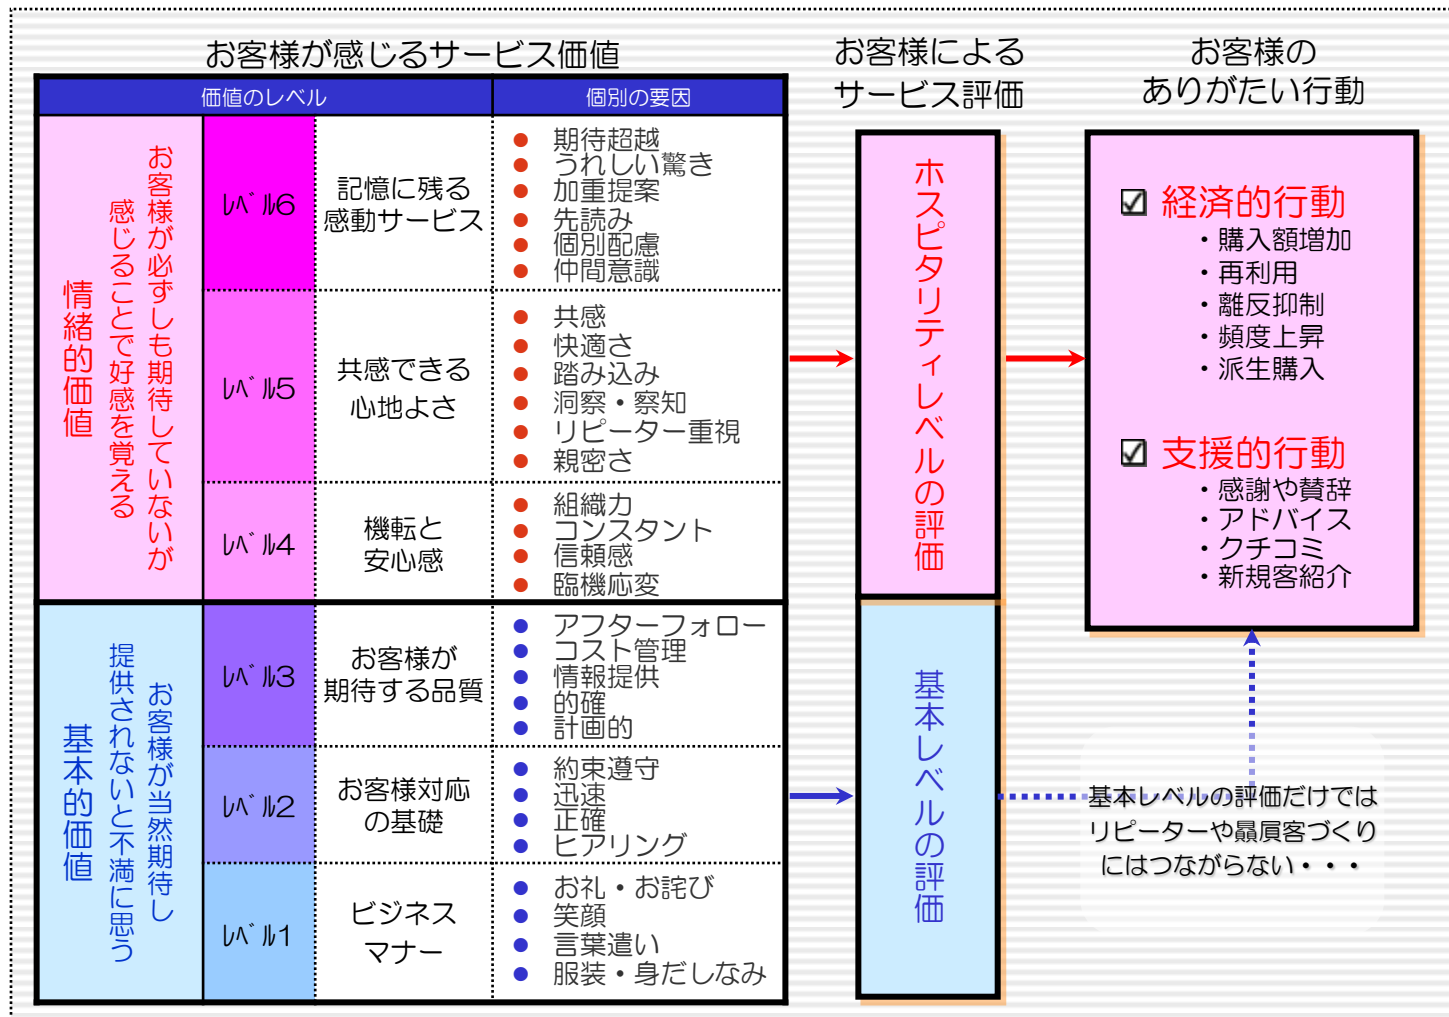 お客様が感じるサービス価値
お客様による
サービス評価
お客様の
ありがたい行動
価値のレベル
個別の要因
情緒的価値
お客様が必ずしも期待していないが
感じることで好感を覚える
ﾚﾍﾞﾙ6
記憶に残る
感動サービス
● 期待超越
● うれしい驚き
● 加重提案
● 先読み
● 個別配慮
● 仲間意識
ﾚﾍﾞﾙ5
共感できる
心地よさ
● 共感
● 快適さ
● 踏み込み
● 洞察・察知
● リピーター重視
● 親密さ
ﾚﾍﾞﾙ4
機転と
安心感
● 組織力
● コンスタント
● 信頼感
● 臨機応変
基本的価値
お客様が当然期待し
提供されないと不満に思う
ﾚﾍﾞﾙ3
お客様が
期待する品質
● アフターフォロー
● コスト管理
● 情報提供
● 的確
● 計画的
ﾚﾍﾞﾙ2
お客様対応
の基礎
● 約束遵守
● 迅速
● 正確
● ヒアリング
ﾚﾍﾞﾙ1
ビジネス
マナー
● お礼・お詫び
● 笑顔
● 言葉遣い
● 服装・身だしなみ
ホスピタリティレベルの評価
基本レベルの評価
☑ 経済的行動
・購入額増加
・再利用
・離反抑制
・頻度上昇
・派生購入
☑ 支援的行動
・感謝や賛辞
・アドバイス
・クチコミ
・新規客紹介
基本レベルの評価だけでは
リピーターや贔屓客づくり
にはつながらない・・・